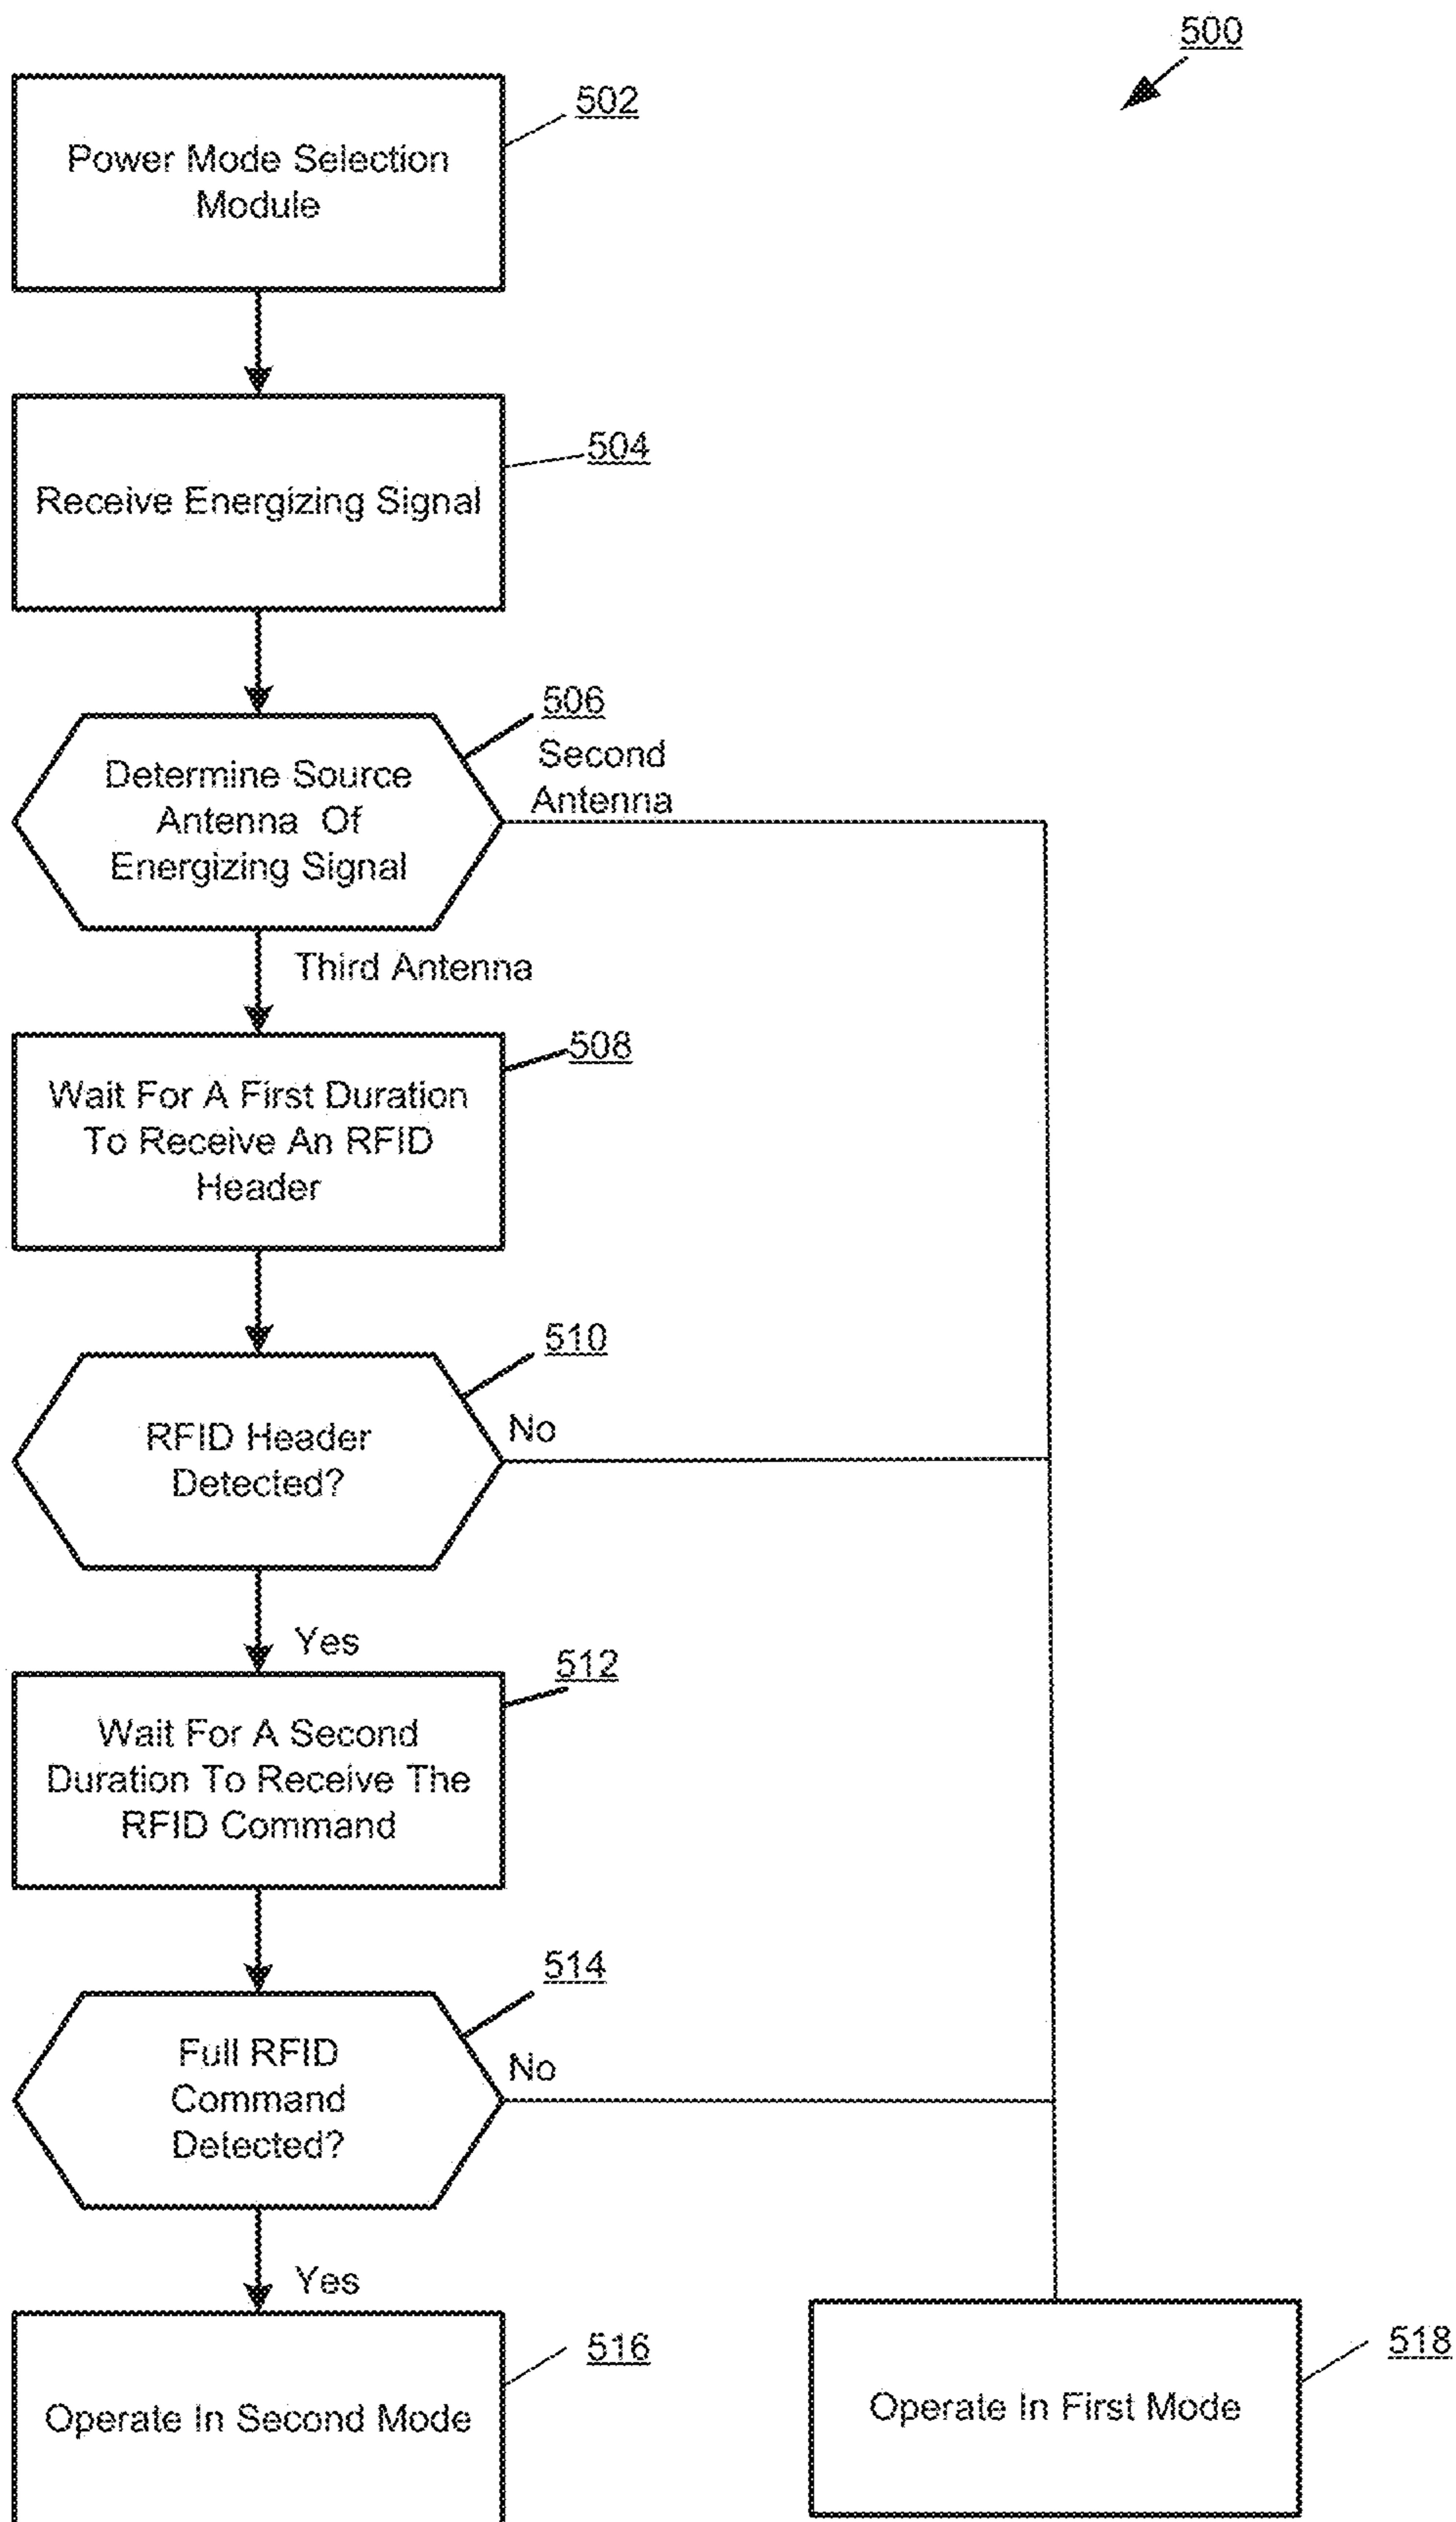 500
502
Power Mode Selection
Module
504
Receive Energizing Signal
506
Second
Antenna
Determine Source
Antenna Of
Energizing Signal
Third Antenna
508
Wait For A First Duration
To Receive An RFID
Header
510
No
RFID Header
Detected?
Yes
512
Wait For A Second
Duration To Receive The
RFID Command
514
No
Full RFID
Command
Detected?
Yes
516
Operate In Second Mode
518
Operate In First Mode